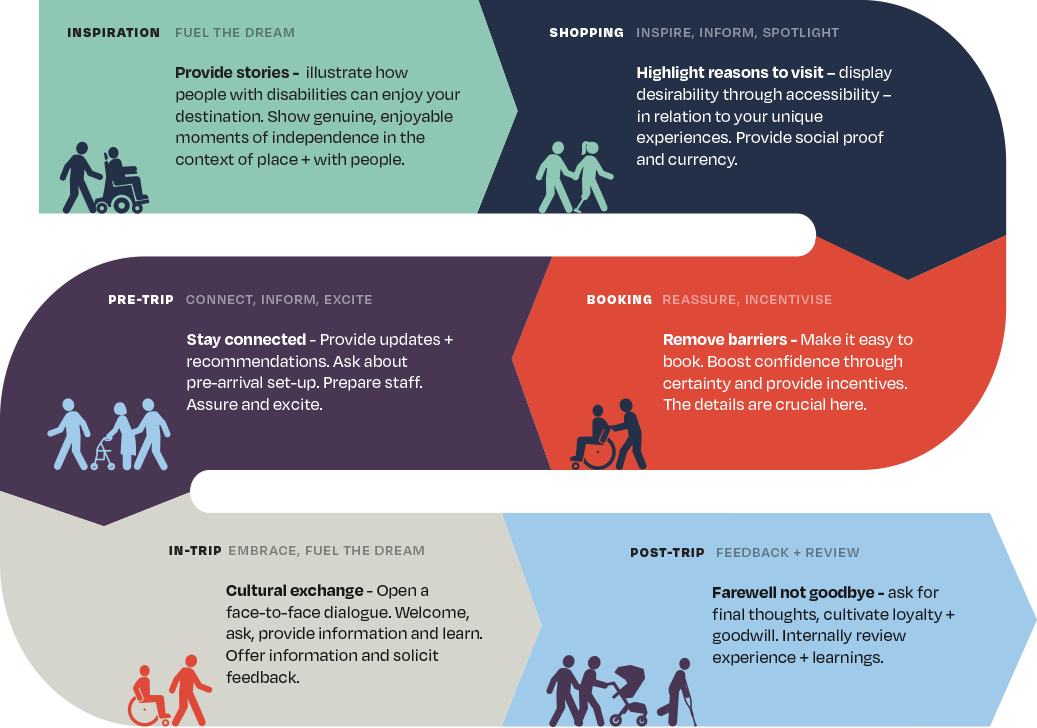 INSPIRATION FUEL THE DREAM
Provide stories - illustrate how
people with disabilities can enjoy your
destination. Show genuine, enjoyable
moments of independence in the
context of place + with people.
SHOPPING INSPIRE, INFORM, SPOTLIGHT
Highlight reasons to visit – display
desirability through accessibility –
in relation to your unique
experiences. Provide social proof
and currency.
BOOKING REASSURE, INCENTIVISE
Remove barriers - Make it easy to
book. Boost confidence through
certainty and provide incentives.
The details are crucial here.
PRE-TRIP CONNECT, INFORM, EXCITE
Stay connected - Provide updates +
recommendations. Ask about
pre-arrival set-up. Prepare staff.
Assure and excite.
IN-TRIP EMBRACE, FUEL THE DREAM
Cultural exchange - Open a
face-to-face dialogue. Welcome,
ask, provide information and learn.
Offer information and solicit
feedback.
POST-TRIP FEEDBACK + REVIEW
Farewell not goodbye - ask for
final thoughts, cultivate loyalty +
goodwill. Internally review
experience + learnings.